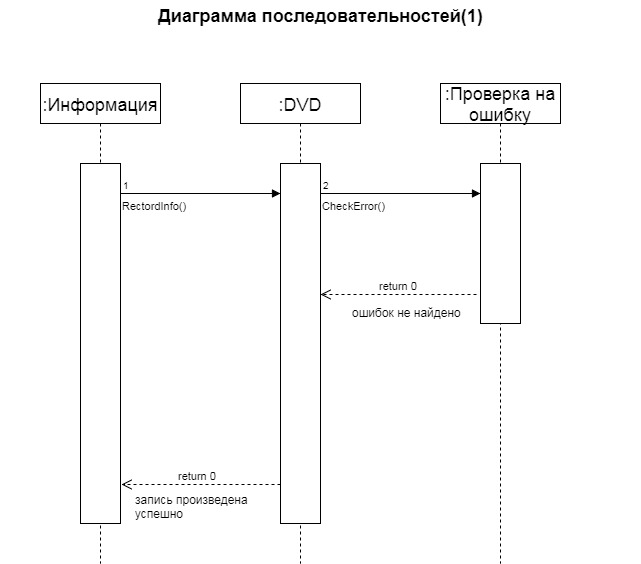 Диаграмма последовательностей(1)
:Информация
:DVD
:Проверка на
ошибку
1
RectordInfo()
2
CheckError()
return 0
ошибок не найдено
return 0
запись произведена
успешно